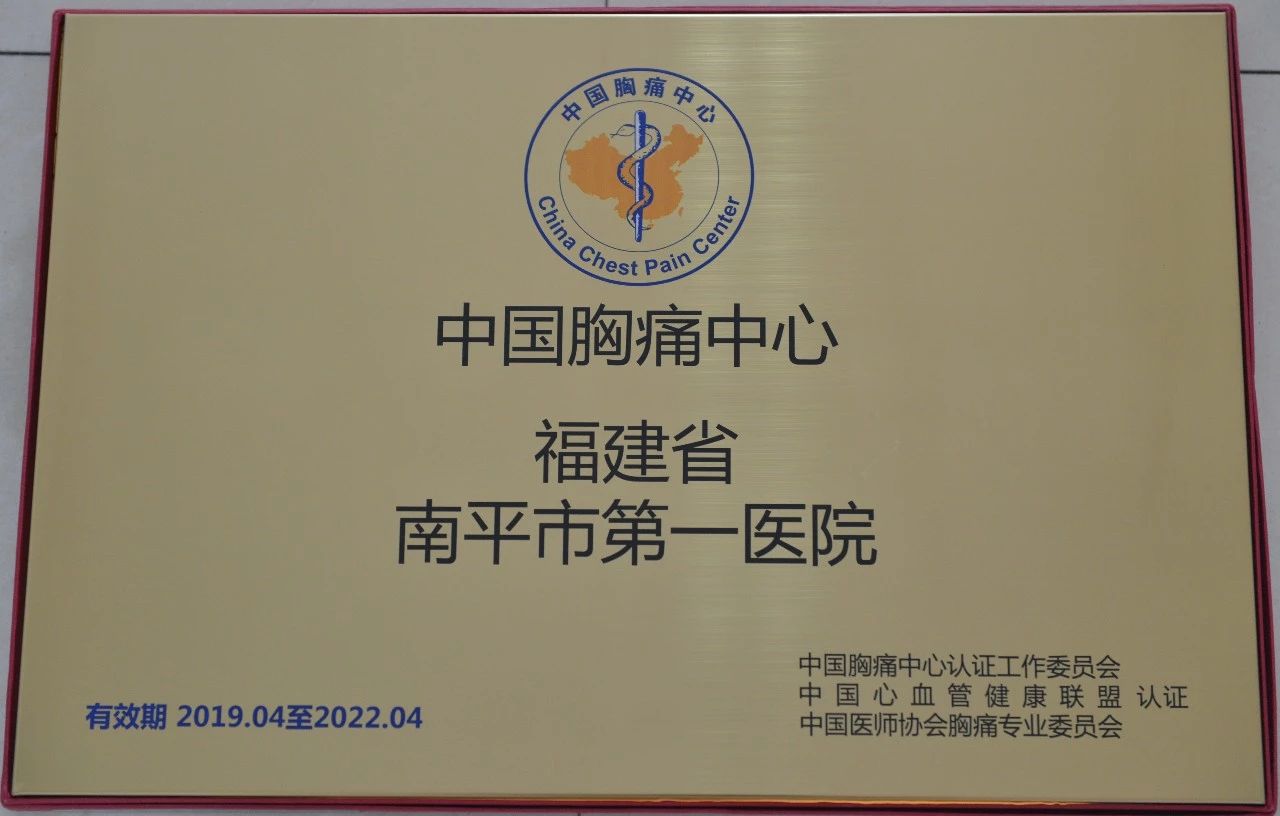 中国胸痛中心
China Chest Pain Center
中国胸痛中心
福建省
南平市第一医院
中国胸痛中心认证工作委员会
中国心血管健康联盟 认证
中国医师协会胸痛专业委员会
有效期 2019.04至2022.04